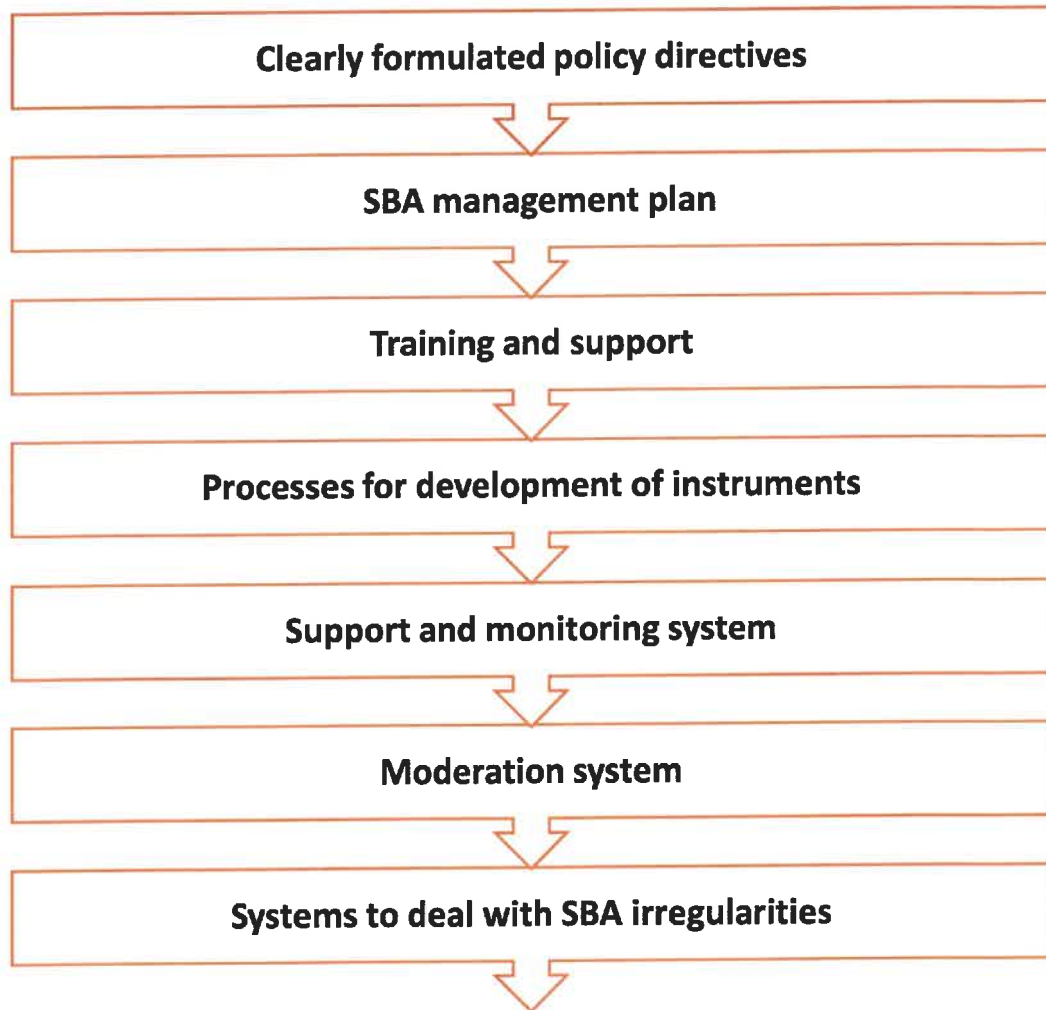 Clearly formulated policy directives
SBA management plan
Training and support
Processes for development of instruments
Support and monitoring system
Moderation system
Systems to deal with SBA irregularities